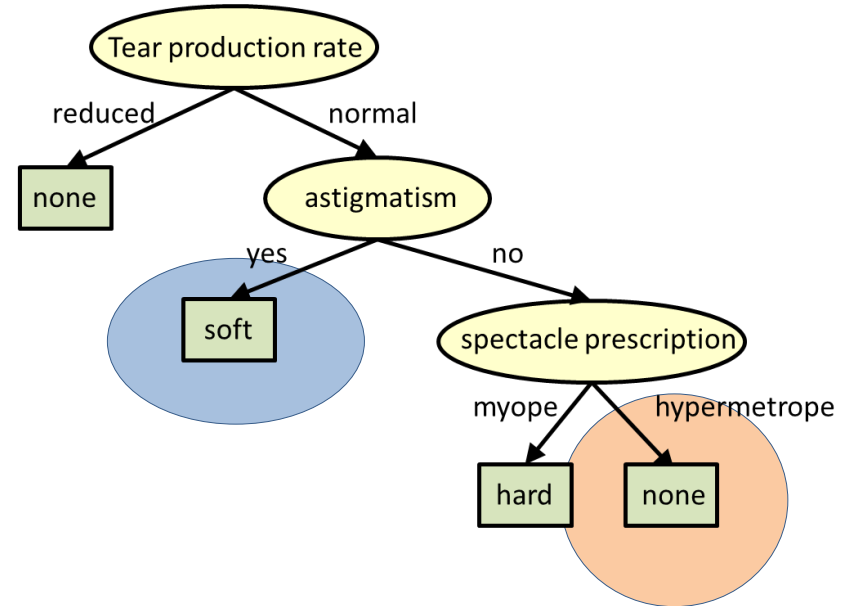 Tear production rate
reduced
normal
none
astigmatism
yes
no
soft
spectacle prescription
myope
hypermetrope
hard
none